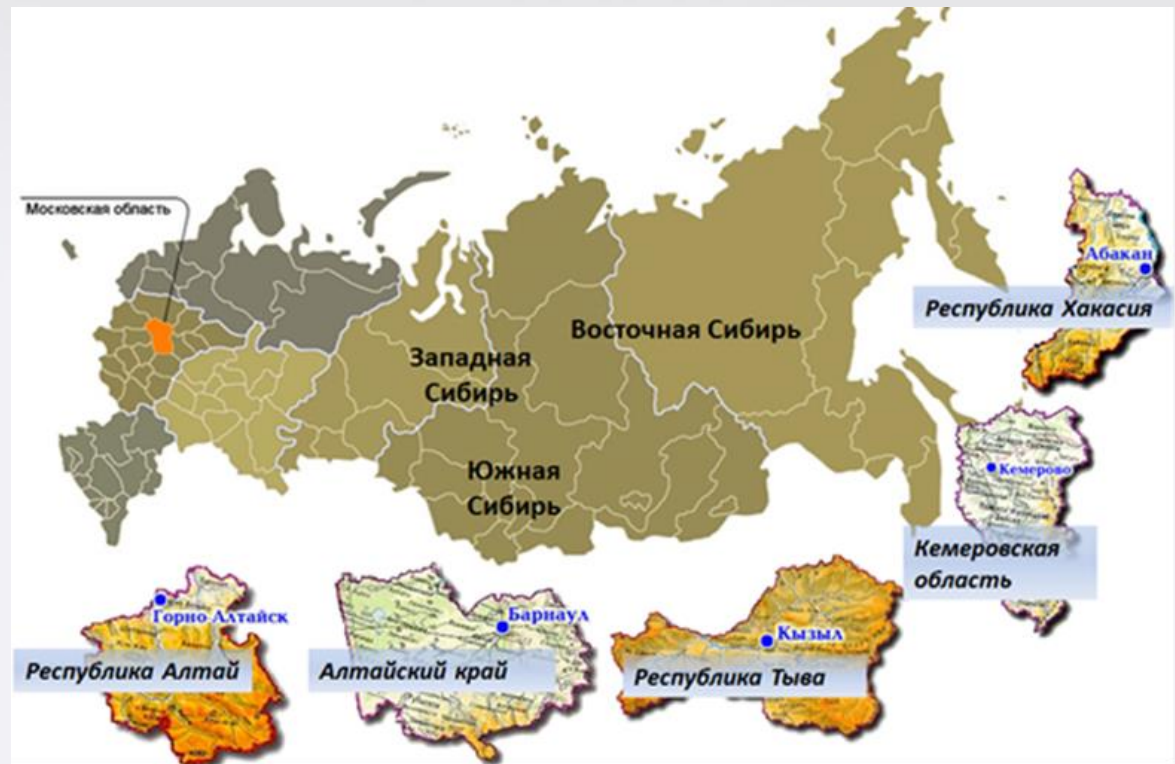 Московская область
Западная
Сибирь
Восточная Сибирь
Южная
Сибирь
Абакан
Республика Хакасия
Кемерово
Кемеровская
область
Горно Алтайск
Республика Алтай
Барнаул
Алтайский край
Кызыл
Республика Тыва